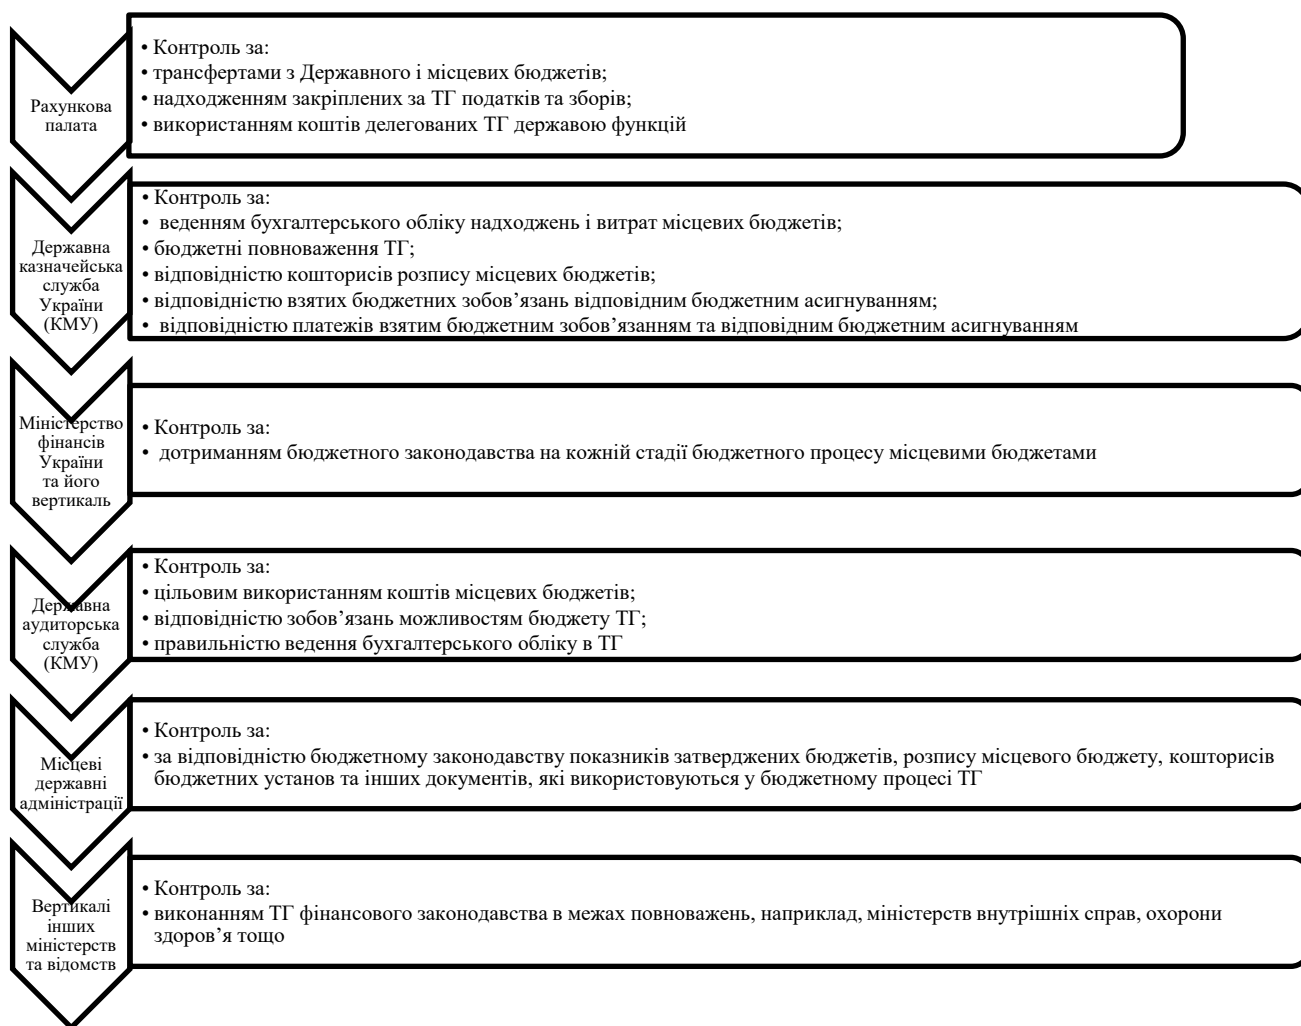 Рахункова
палата
• Контроль за:
• трансфертами з Державного і місцевих бюджетів;
• надходженням закріплених за ТГ податків та зборів;
• використанням коштів делегованих ТГ державою функцій
Державна
казначейська
служба
України
(КМУ)
• Контроль за:
• веденням бухгалтерського обліку надходжень і витрат місцевих бюджетів;
• бюджетні повноваження ТГ;
• відповідністю кошторисів розпису місцевих бюджетів;
• відповідністю взятих бюджетних зобов’язань відповідним бюджетним асигнуванням;
• відповідністю платежів взятим бюджетним зобов’язанням та відповідним бюджетним асигнуванням
Міністерство
фінансів
України
та його
вертикаль
• Контроль за:
• дотриманням бюджетного законодавства на кожній стадії бюджетного процесу місцевими бюджетами
Державна
аудиторська
служба
(КМУ)
• Контроль за:
• цільовим використанням коштів місцевих бюджетів;
• відповідністю зобов’язань можливостям бюджету ТГ;
• правильністю ведення бухгалтерського обліку в ТГ
Місцеві
державні
адміністрації
• Контроль за:
• за відповідністю бюджетному законодавству показників затверджених бюджетів, розпису місцевого бюджету, кошторисів
бюджетних установ та інших документів, які використовуються у бюджетному процесі ТГ
Вертикалі
інших
міністерств
та відомств
• Контроль за:
• виконанням ТГ фінансового законодавства в межах повноважень, наприклад, міністерств внутрішніх справ, охорони
здоров’я тощо